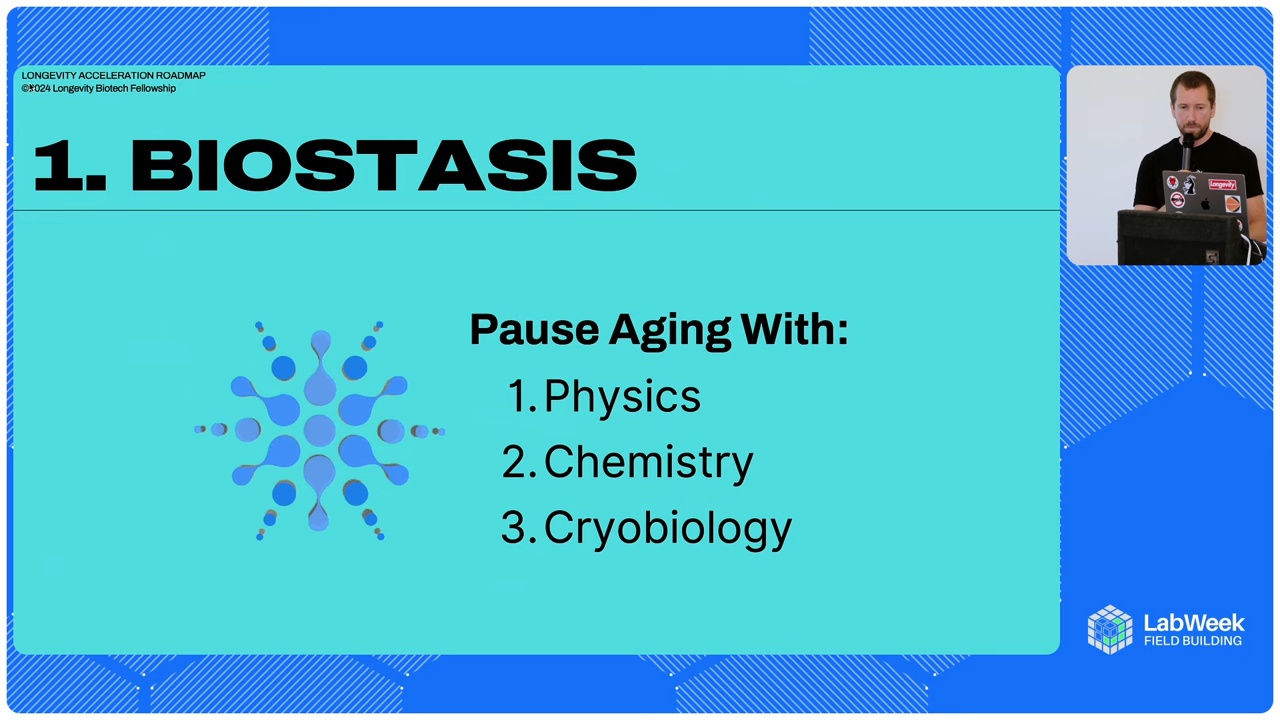 LONGEVITY ACCELERATION ROADMAP
©2024 Longevity Biotech Fellowship
1. BIOSTASIS
Pause Aging With:
1. Physics
2. Chemistry
3. Cryobiology
Longevity
LabWeek
FIELD BUILDING